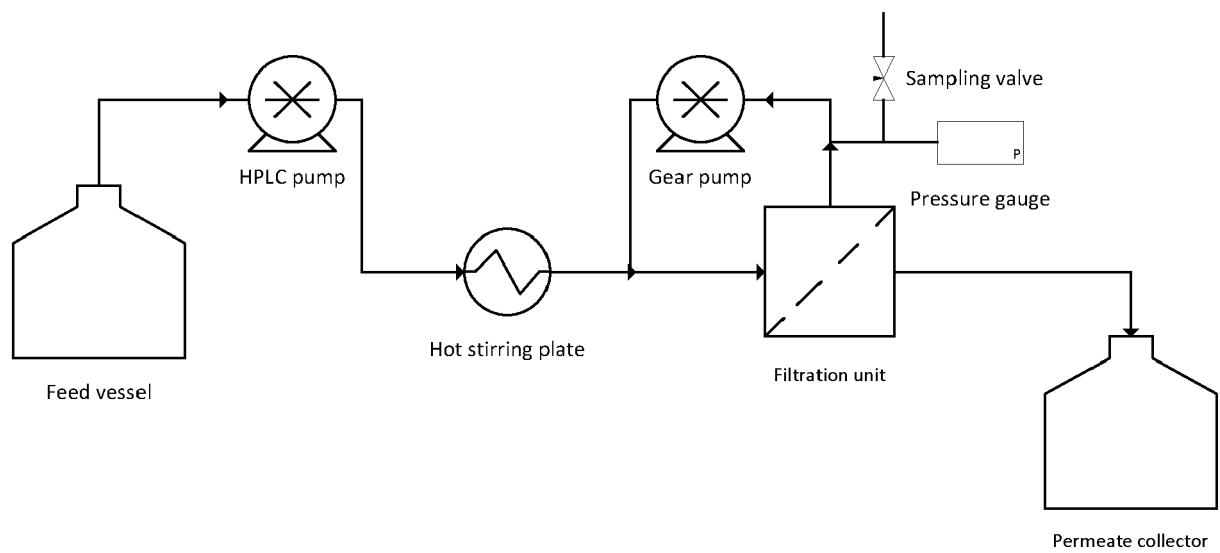 Sampling valve
HPLC pump
Gear pump
P
Pressure gauge
Hot stirring plate
Filtration unit
Feed vessel
Permeate collector